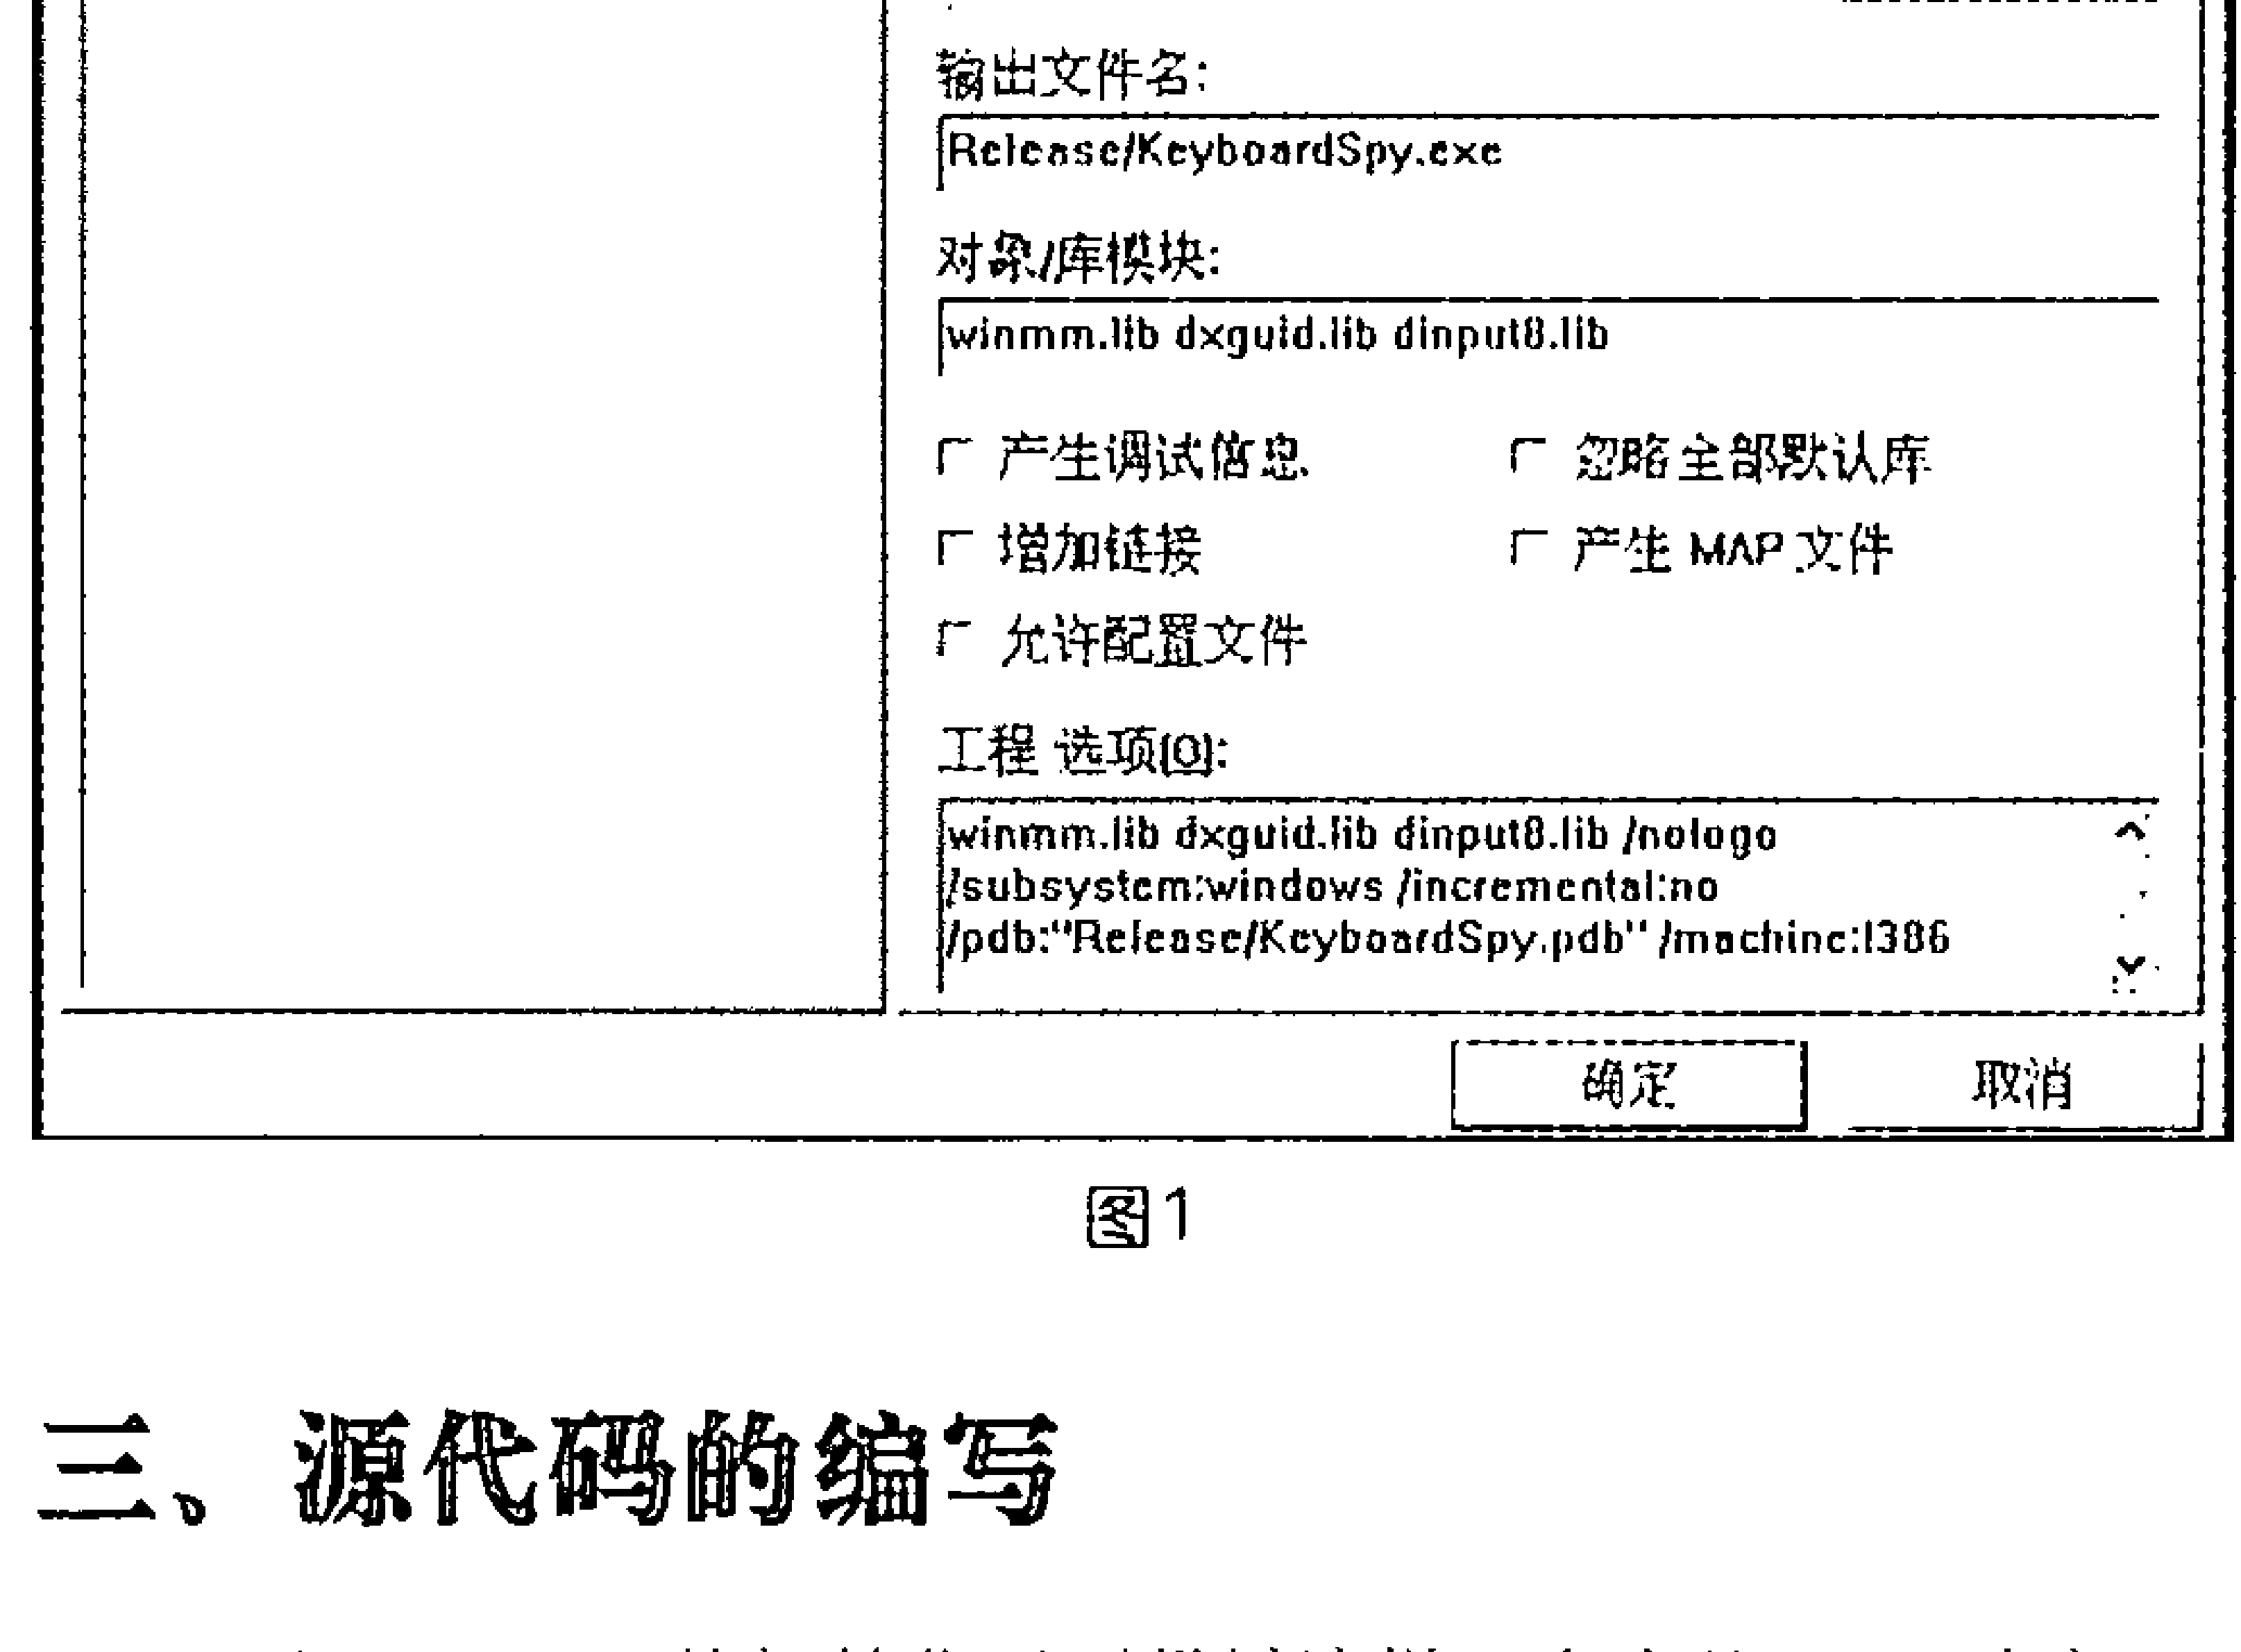 输出文件名:
Release/KeyboardSpy.exe
对象/库模块:
winmm.lib dxguid.lib dinput8.lib
产生调试信息 忽略全部默认库
增加链接 产生 MAP 文件
允许配置文件
工程 选项(O):
winmm.lib dxguid.lib dinput8.lib /nologo
/subsystem:windows /incremental:no
/pdb:"Release/KeyboardSpy.pdb" /machine:I386
确定 取消
图1
三、源代码的编写